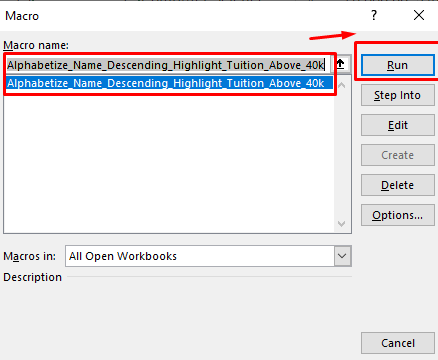 Macro
?
Macro name:
Alphabetize_Name_Descending_Highlight_Tuition_Above_40k
Alphabetize_Name_Descending_Highlight_Tuition_Above_40k
Run
Step Into
Edit
Create
Delete
Options...
Macros in:
All Open Workbooks
Description
Cancel